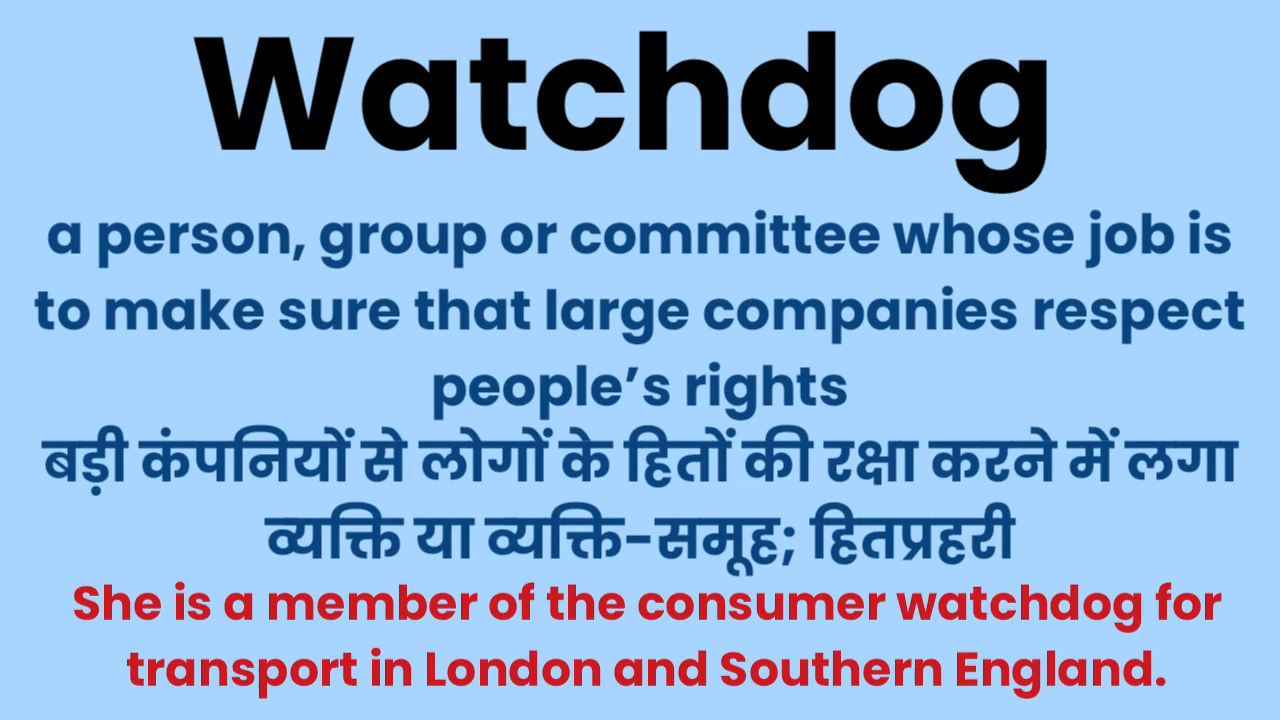 Watchdog
a person, group or committee whose job is
to make sure that large companies respect
people’s rights
बड़ी कंपनियों से लोगों के हितों की रक्षा करने में लगा
व्यक्ति या व्यक्ति-समूह; हितप्रहरी
She is a member of the consumer watchdog for
transport in London and Southern England.